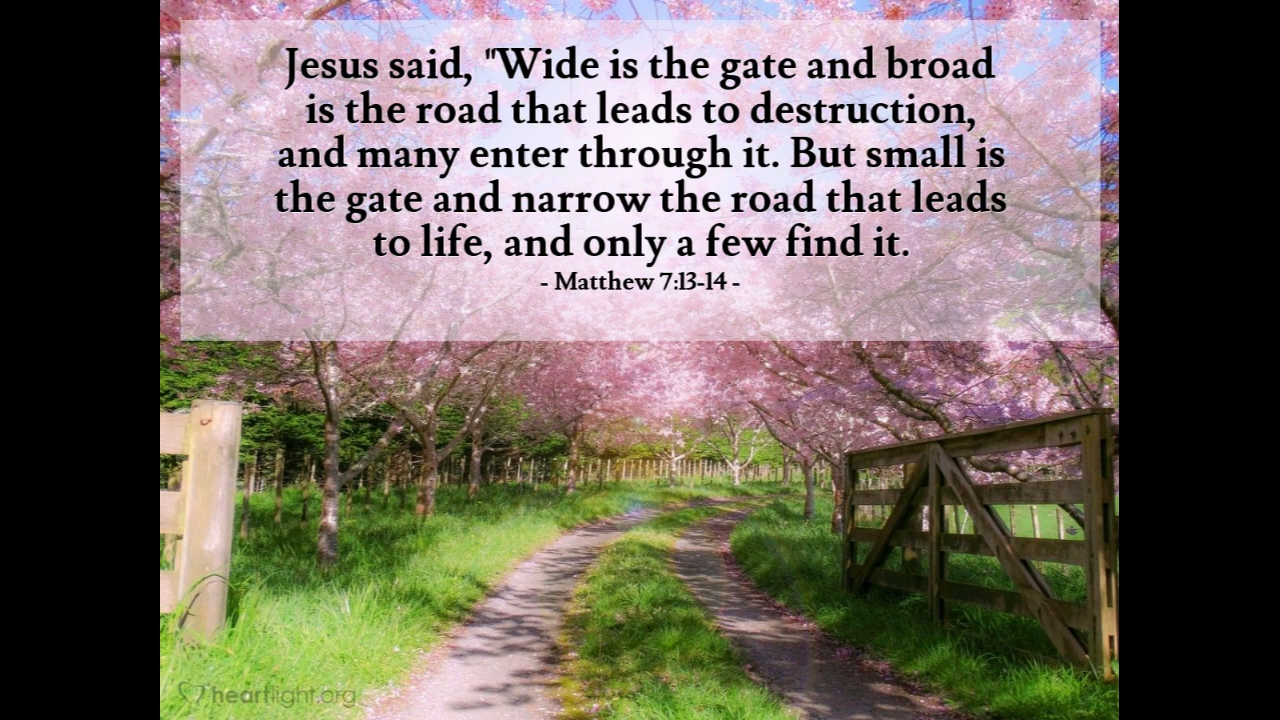 Jesus said, "Wide is the gate and broad
is the road that leads to destruction,
and many enter through it. But small is
the gate and narrow the road that leads
to life, and only a few find it.
- Matthew 7:13-14 -
heartlight.org